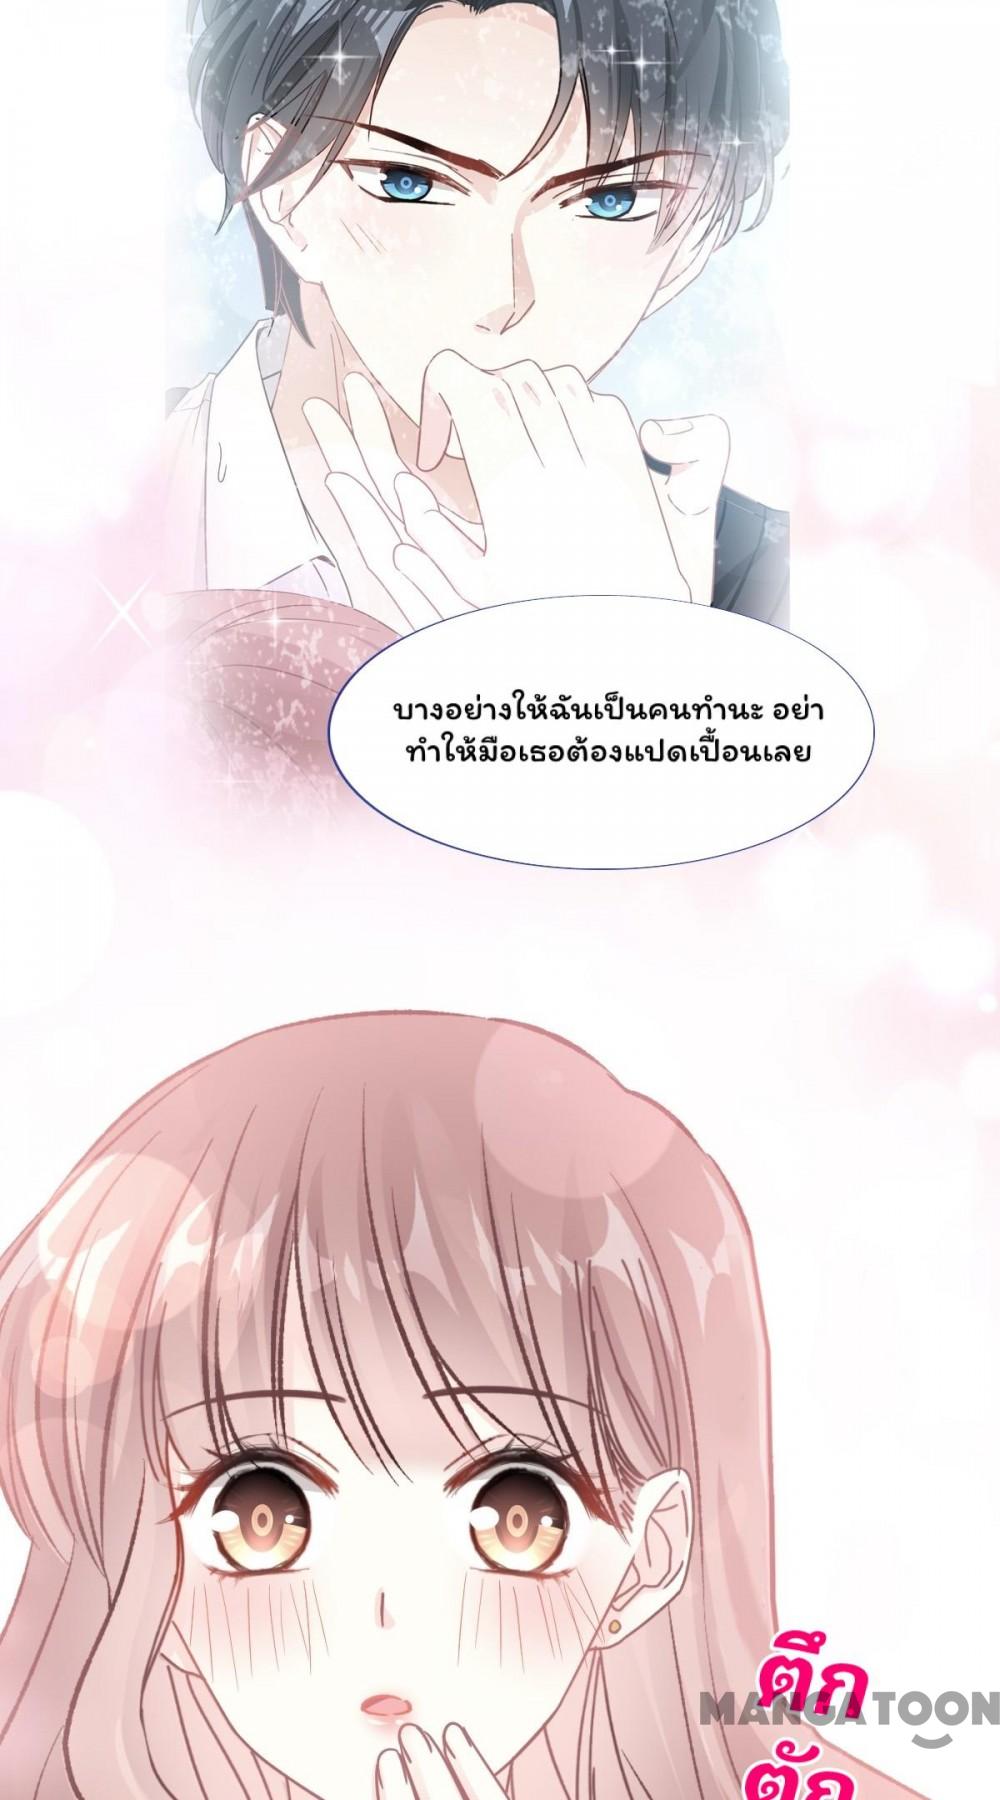 บางอย่างให้ฉันเป็นคนทำนะ อย่า
ทำให้มือเธอต้องแปดเปื้อนเลย
ตึก
MANGATOON
ตัก